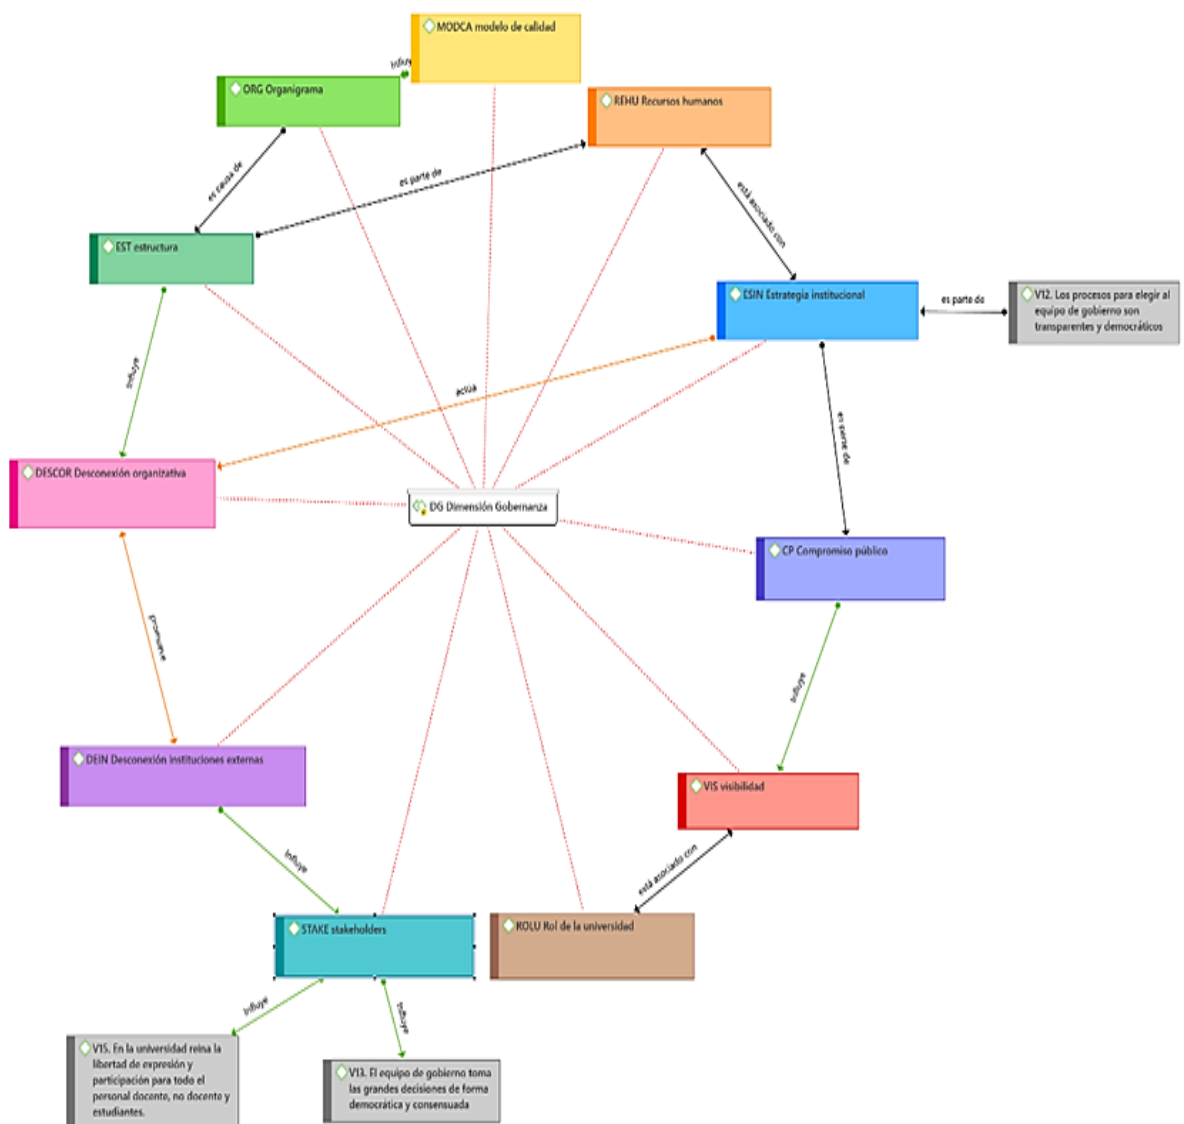 MODCA modelo de calidad
Influye
ORG Organigrama
REHU Recursos humanos
es causa de
es parte de
está asociado con
EST estructura
ESIN Estrategia institucional
es parte de
V12. Los procesos para elegir al
equipo de gobierno son
transparentes y democráticos
Influye
actúa
es parte de
DESCOR Desconexión organizativa
DG Dimensión Gobernanza
CP Compromiso público
promueve
Influye
DEIN Desconexión instituciones externas
VIS visibilidad
Influye
está asociado con
STAKE stakeholders
ROLU Rol de la universidad
Influye
Influye
V15. En la universidad reina la
libertad de expresión y
participación para todo el
personal docente, no docente y
estudiantes.
V13. El equipo de gobierno toma
las grandes decisiones de forma
democrática y consensuada